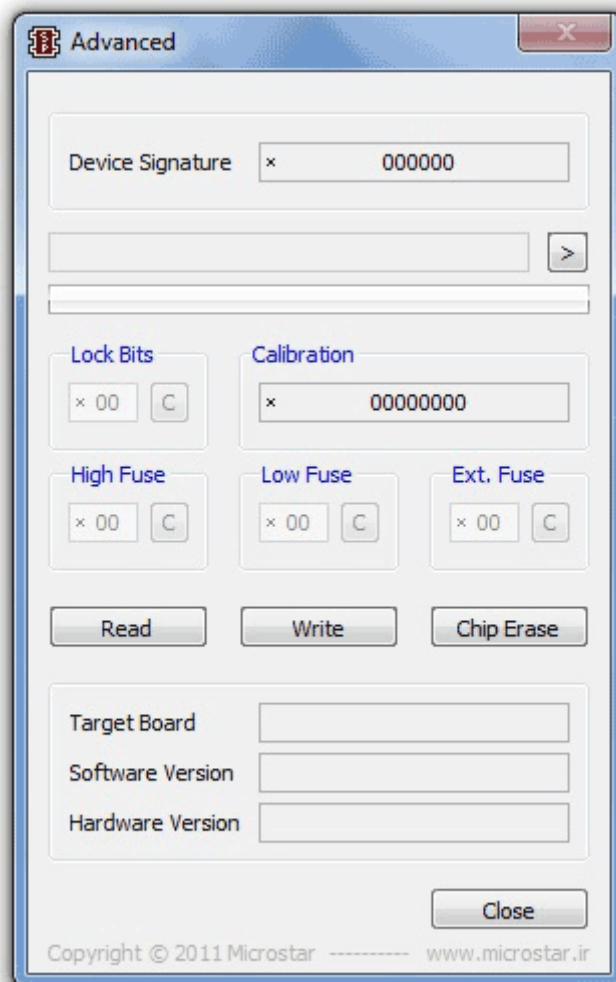 Advanced
Device Signature × 000000
>
Lock Bits Calibration
× 00 C × 00000000
High Fuse Low Fuse Ext. Fuse
× 00 C × 00 C × 00 C
Read Write Chip Erase
Target Board
Software Version
Hardware Version
Close
Copyright © 2011 Microstar ---------- www.microstar.ir